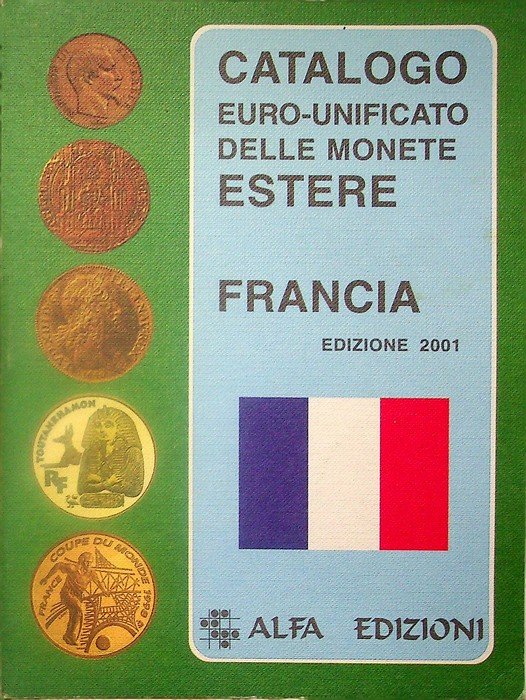 CATALOGO
EURO-UNIFICATO
DELLE MONETE
ESTERE
FRANCIA
EDIZIONE 2001
ALFA EDIZIONI
TOUTANKHAMON
RF
COUPE DU MONDE
FRANCE